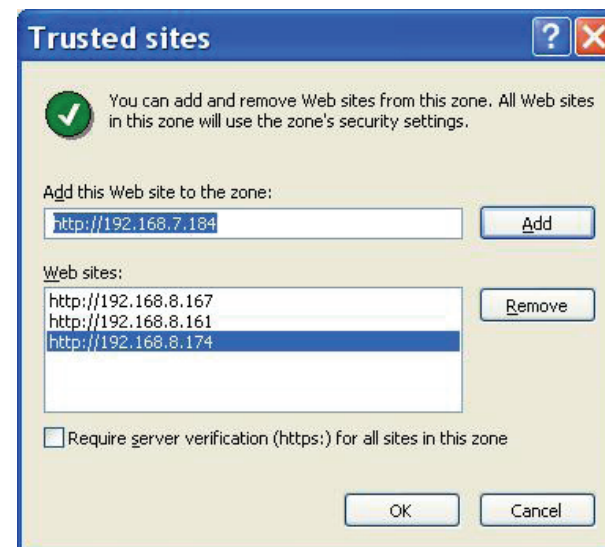 Trusted sites
You can add and remove Web sites from this zone. All Web sites
in this zone will use the zone's security settings.
Add this Web site to the zone:
http://192.168.7.184
Add
Web sites:
http://192.168.8.167
http://192.168.8.161
http://192.168.8.174
Remove
Require server verification (https:) for all sites in this zone
OK
Cancel